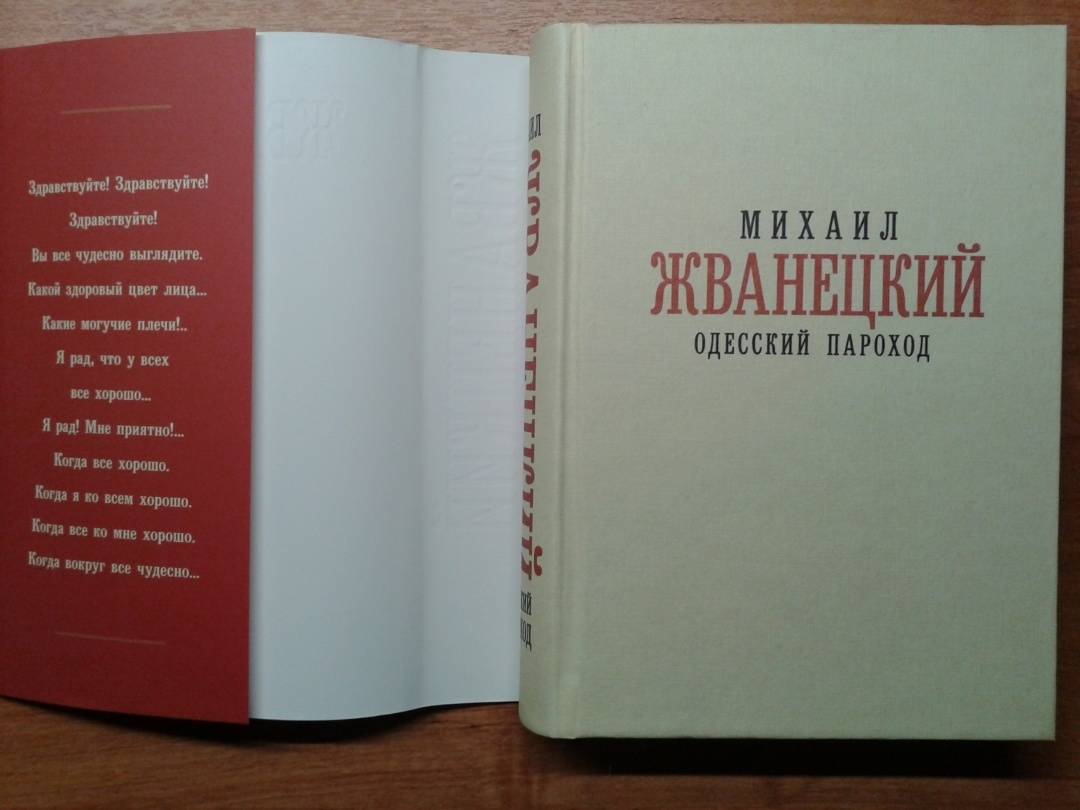 Здравствуйте! Здравствуйте!
Здравствуйте!
Вы все чудесно выглядите.
Какой здоровый цвет лица...
Какие могучие плечи!..
Я рад, что у всех
все хорошо...
Я рад! Мне приятно!...
Когда все хорошо.
Когда я ко всем хорошо.
Когда все ко мне хорошо.
Когда вокруг все чудесно...
МИХАИЛ
ЖВАНЕЦКИЙ
ОДЕССКИЙ ПАРОХОД